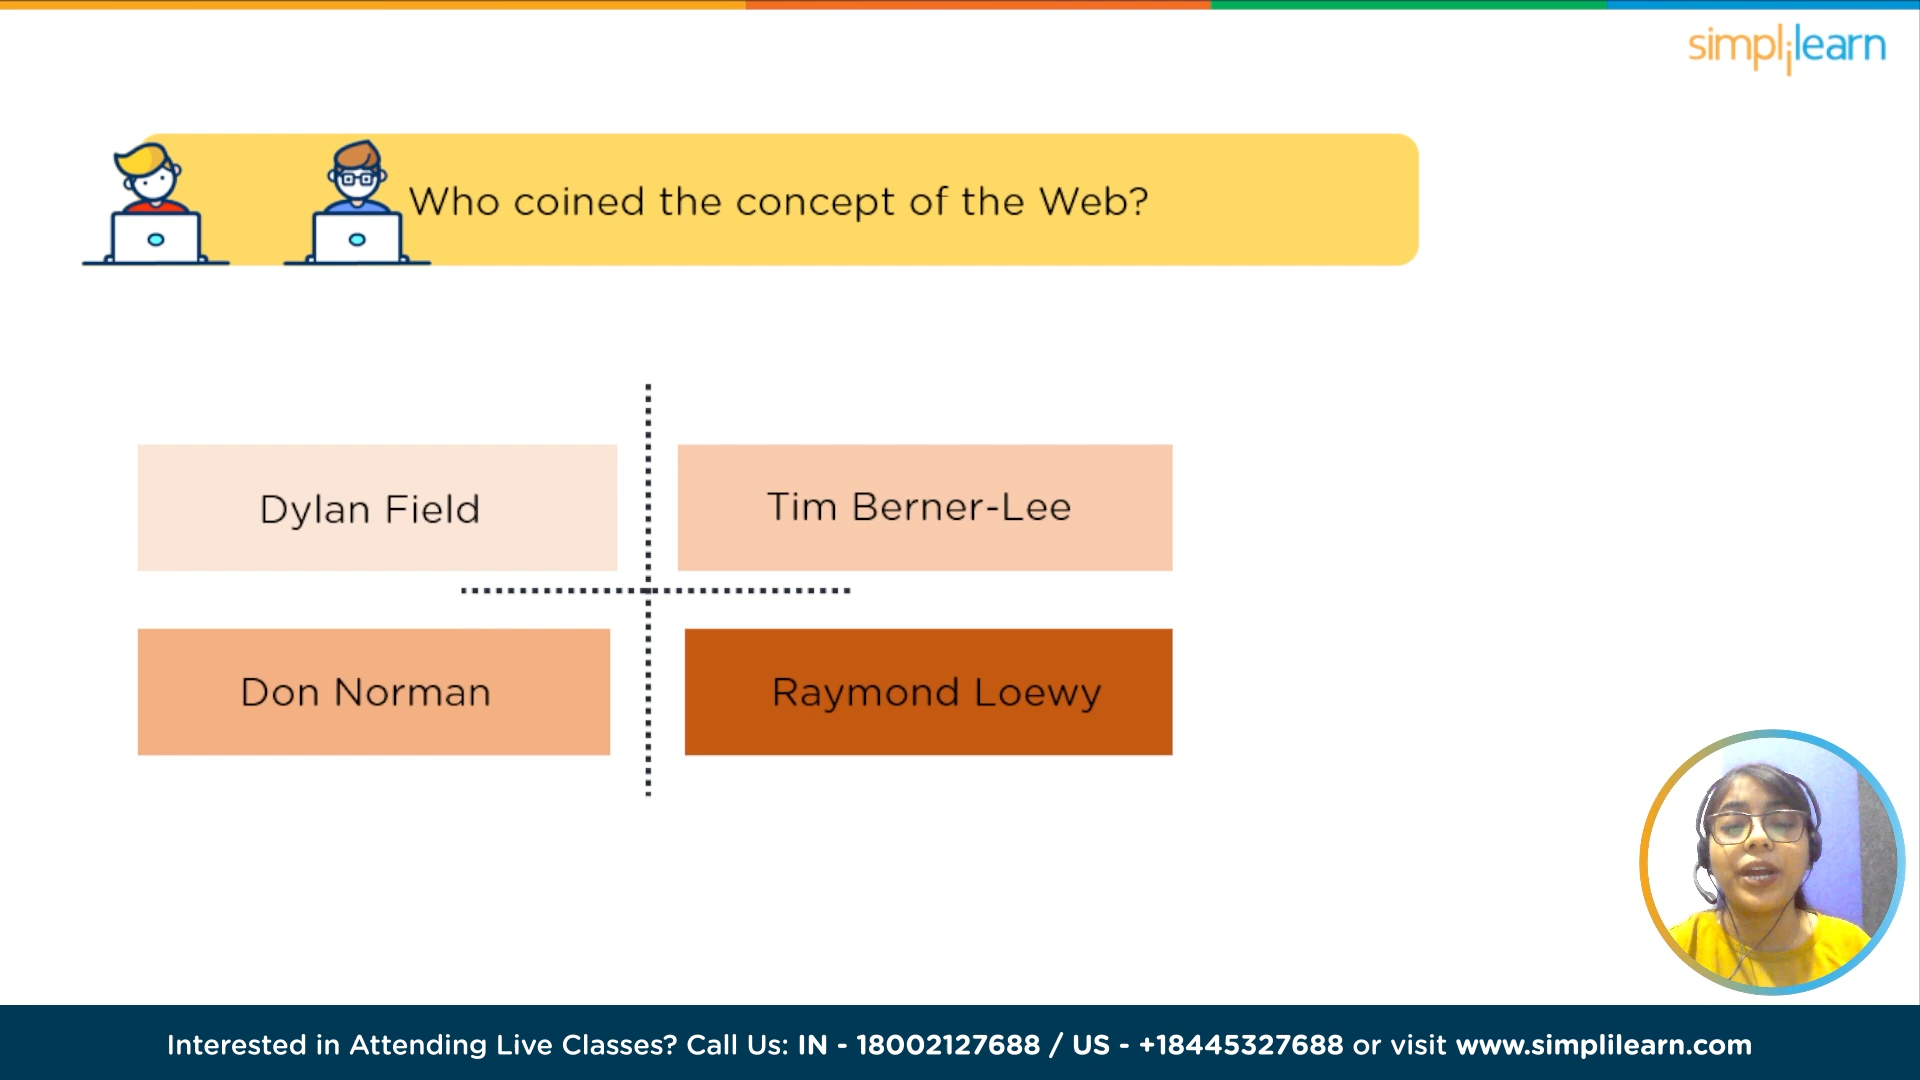 simplilearn
Who coined the concept of the Web?
Dylan Field
Tim Berner-Lee
Don Norman
Raymond Loewy
Interested in Attending Live Classes? Call Us: IN - 18002127688 / US - +18445327688 or visit www.simplilearn.com